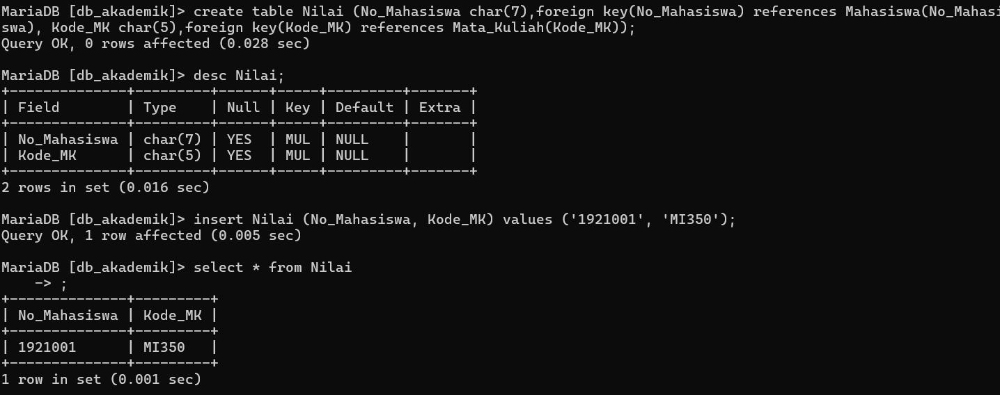 MariaDB [db_akademik]> create table Nilai (No_Mahasiswa char(7),foreign key(No_Mahasiswa) references Mahasiswa(No_Mahasi
swa), Kode_MK char(5),foreign key(Kode_MK) references Mata_Kuliah(Kode_MK));
Query OK, 0 rows affected (0.028 sec)

MariaDB [db_akademik]> desc Nilai;
+--------------+---------+------+-----+---------+-------+
| Field        | Type    | Null | Key | Default | Extra |
+--------------+---------+------+-----+---------+-------+
| No_Mahasiswa | char(7) | YES  | MUL | NULL    |       |
| Kode_MK      | char(5) | YES  | MUL | NULL    |       |
+--------------+---------+------+-----+---------+-------+
2 rows in set (0.016 sec)

MariaDB [db_akademik]> insert Nilai (No_Mahasiswa, Kode_MK) values ('1921001', 'MI350');
Query OK, 1 row affected (0.005 sec)

MariaDB [db_akademik]> select * from Nilai
    -> ;
+--------------+---------+
| No_Mahasiswa | Kode_MK |
+--------------+---------+
| 1921001      | MI350   |
+--------------+---------+
1 row in set (0.001 sec)